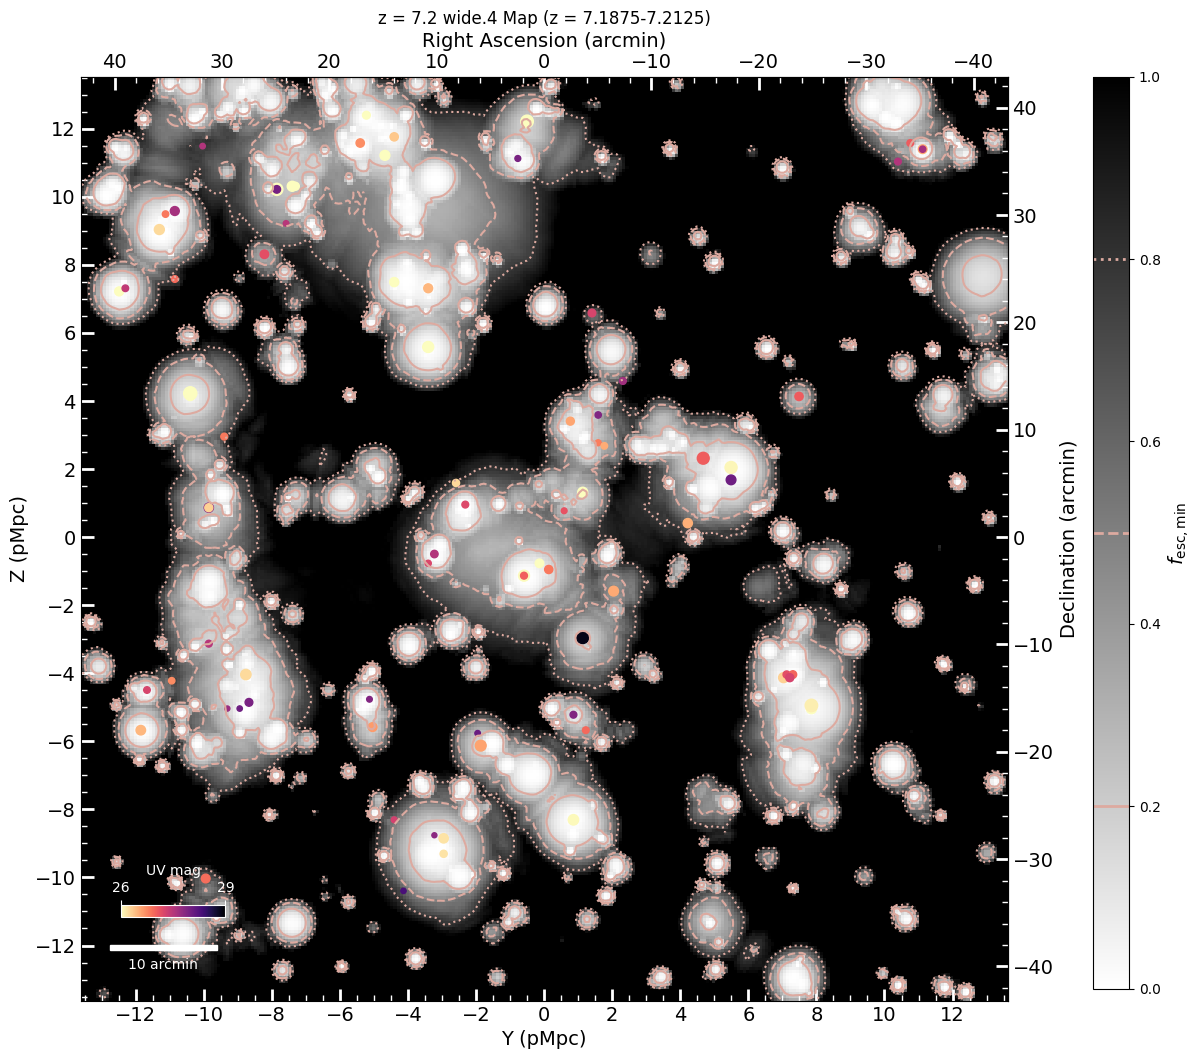 z = 7.2 wide.4 Map (z = 7.1875-7.2125)
Right Ascension (arcmin)
40 30 20 10 0 −10 −20 −30 −40
12
10
8
6
4
2
0
−2
−4
−6
−8
−10
−12
Z (pMpc)
UV mag
26 29
10 arcmin
−12 −10 −8 −6 −4 −2 0 2 4 6 8 10 12
Y (pMpc)
40
30
20
10
0
−10
−20
−30
−40
Declination (arcmin)
1.0
0.8
0.6
0.4
0.2
0.0
fesc,min